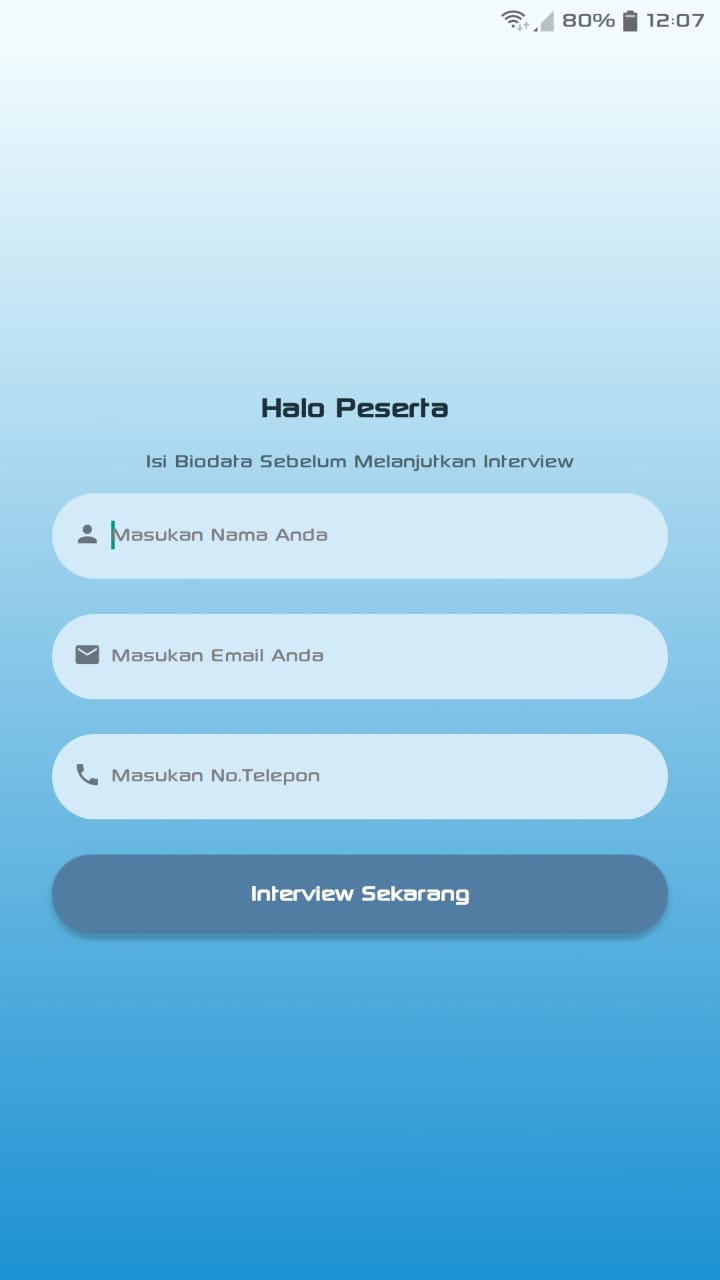 80% 12:07
Halo Peserta
Isi Biodata Sebelum Melanjutkan Interview
Masukan Nama Anda
Masukan Email Anda
Masukan No.Telepon
Interview Sekarang